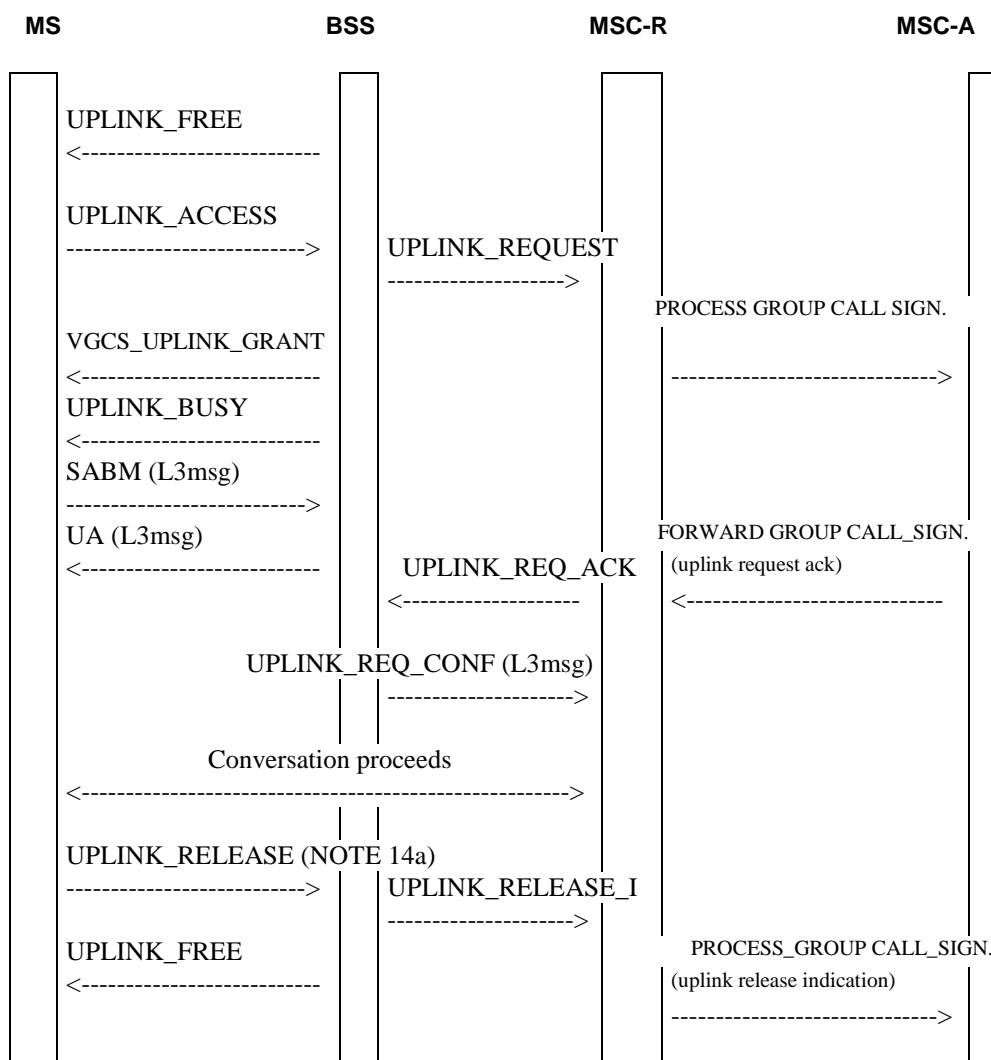 MS BSS MSC-R MSC-A
UPLINK_FREE
<---------------------------
UPLINK_ACCESS
---------------------------> UPLINK_REQUEST
-------------------->
PROCESS GROUP CALL SIGN.
VGCS_UPLINK_GRANT
<--------------------------- ------------------------------>
UPLINK_BUSY
<---------------------------
SABM (L3msg)
--------------------------->
UA (L3msg) FORWARD GROUP CALL_SIGN.
<--------------------------- UPLINK_REQ_ACK (uplink request ack)
<-------------------- <-----------------------------
UPLINK_REQ_CONF (L3msg)
--------------------->
Conversation proceeds
<------------------------------------------------------->
UPLINK_RELEASE (NOTE 14a)
---------------------------> UPLINK_RELEASE_I
--------------------->
UPLINK_FREE PROCESS_GROUP CALL_SIGN.
<--------------------------- (uplink release indication)
------------------------------>